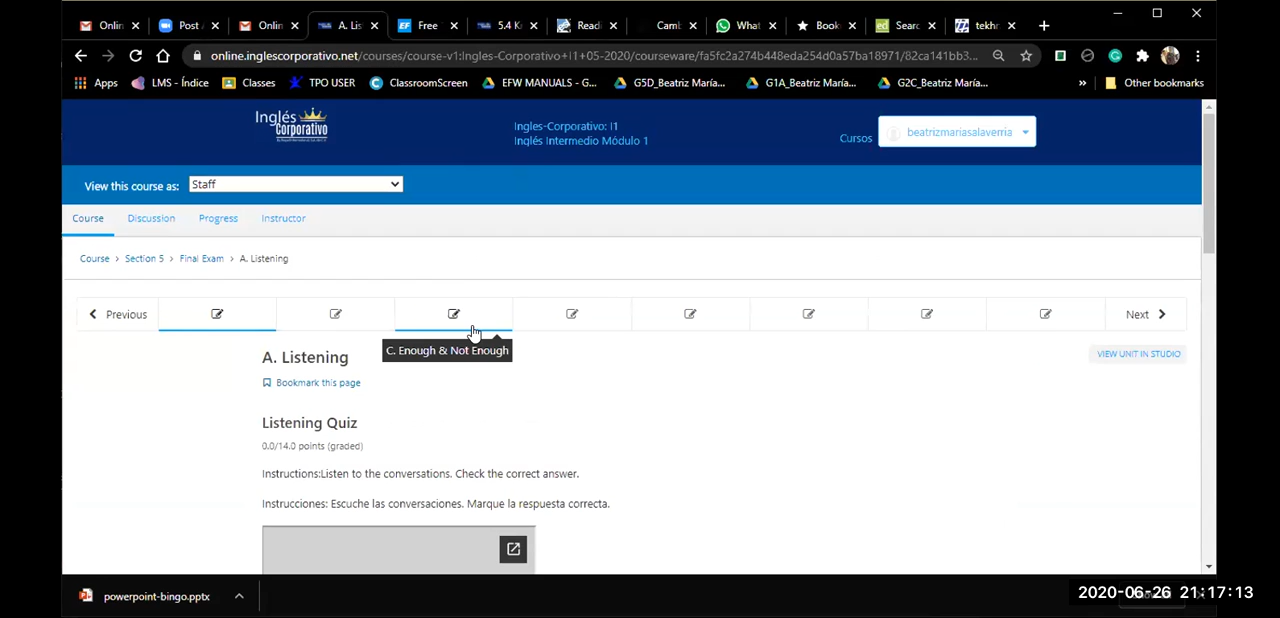 Onlin
Post
Onlin
A. Lis
Free
5.4 K
Readi
Camb
What
Book
Searc
tekhr
online.inglescorporativo.net/courses/course-v1:Ingles-Corporativo+I1+05-2020/courseware/fa5fc2a274b448eda254d0a57ba18971/82ca141bb3...
Apps
LMS - Índice
Classes
TPO USER
ClassroomScreen
EFW MANUALS - G...
G5D_Beatriz María...
G1A_Beatriz María...
G2C_Beatriz María...
»
Other bookmarks
Inglés
Corporativo
Ingles-Corporativo: I1
Inglés Intermedio Módulo 1
Cursos
beatrizmariasalaverria
View this course as:
Staff
Course
Discussion
Progress
Instructor
Course > Section 5 > Final Exam > A. Listening
Previous
Next
C. Enough & Not Enough
A. Listening
VIEW UNIT IN STUDIO
Bookmark this page
Listening Quiz
0.0/14.0 points (graded)
Instructions:Listen to the conversations. Check the correct answer.
Instrucciones: Escuche las conversaciones. Marque la respuesta correcta.
powerpoint-bingo.pptx
2020-06-26 21:17:13